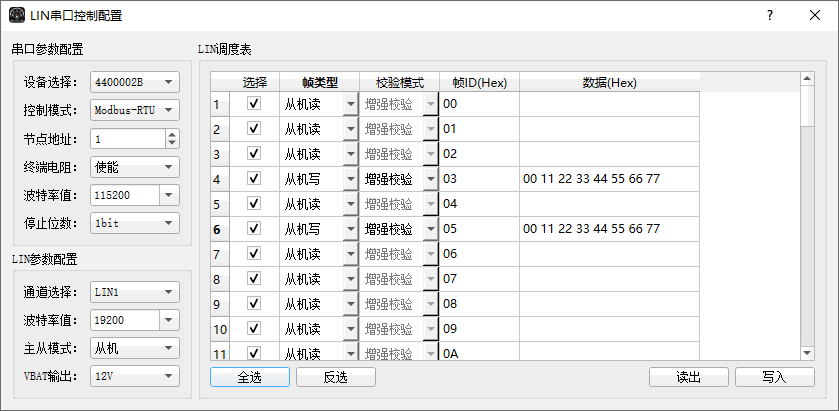 LIN串口控制配置
串口参数配置
设备选择： 4400002B
控制模式： Modbus-RTU
节点地址： 1
终端电阻： 使能
波特率值： 115200
停止位数： 1bit
LIN参数配置
通道选择： LIN1
波特率值： 19200
主从模式： 从机
VBAT输出： 12V
LIN调度表
选择 帧类型 校验模式 帧ID(Hex) 数据(Hex)
1 从机读 增强校验 00
2 从机读 增强校验 01
3 从机读 增强校验 02
4 从机写 增强校验 03 00 11 22 33 44 55 66 77
5 从机读 增强校验 04
6 从机写 增强校验 05 00 11 22 33 44 55 66 77
7 从机读 增强校验 06
8 从机读 增强校验 07
9 从机读 增强校验 08
10 从机读 增强校验 09
11 从机读 增强校验 0A
全选 反选 读出 写入